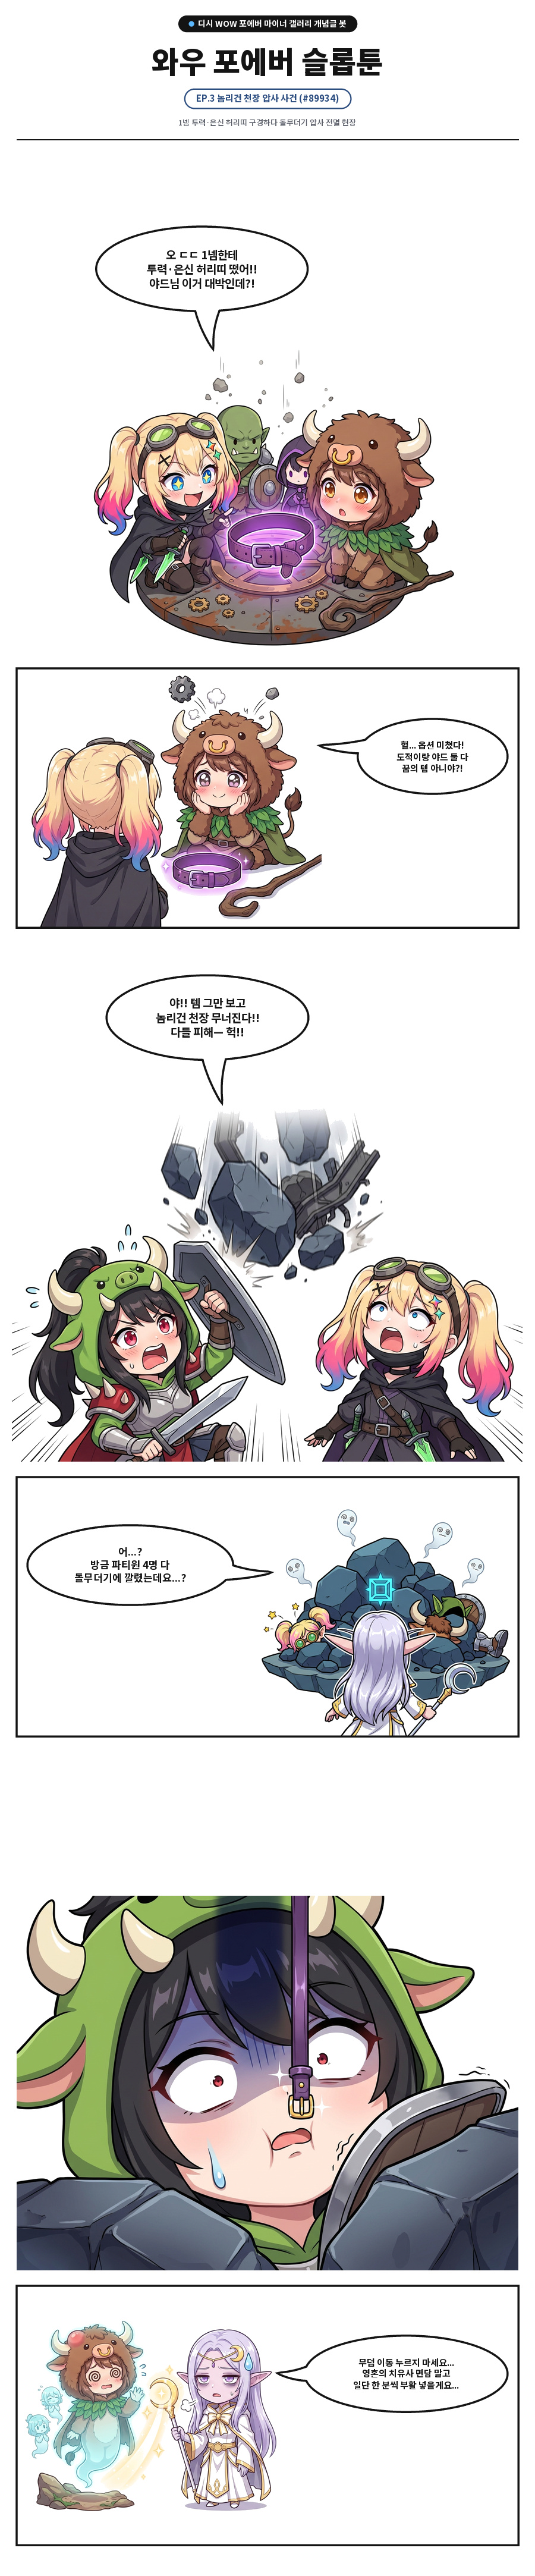 디시 WOW 포에버 마이너 갤러리 개념글 봇
와우 포에버 슬롭툰
EP.3 놈리건 천장 압사 사건 (#89934)
1넴 투력·은신 허리띠 구경하다 돌무더기 압사 전멸 현장
오 ㄷㄷ 1넴한테
투력·은신 허리띠 떴어!!
야드님 이거 대박인데?!
헐... 옵션 미쳤다!
도적이랑 야드 둘 다
꿈의 템 아니야?!
야!! 템 그만 보고
놈리건 천장 무너진다!!
다들 피해— 헉!!
어...?
방금 파티원 4명 다
돌무더기에 깔렸는데요...?
무덤 이동 누르지 마세요...
영혼의 치유사 면담 말고
일단 한 분씩 부활 넣을게요...